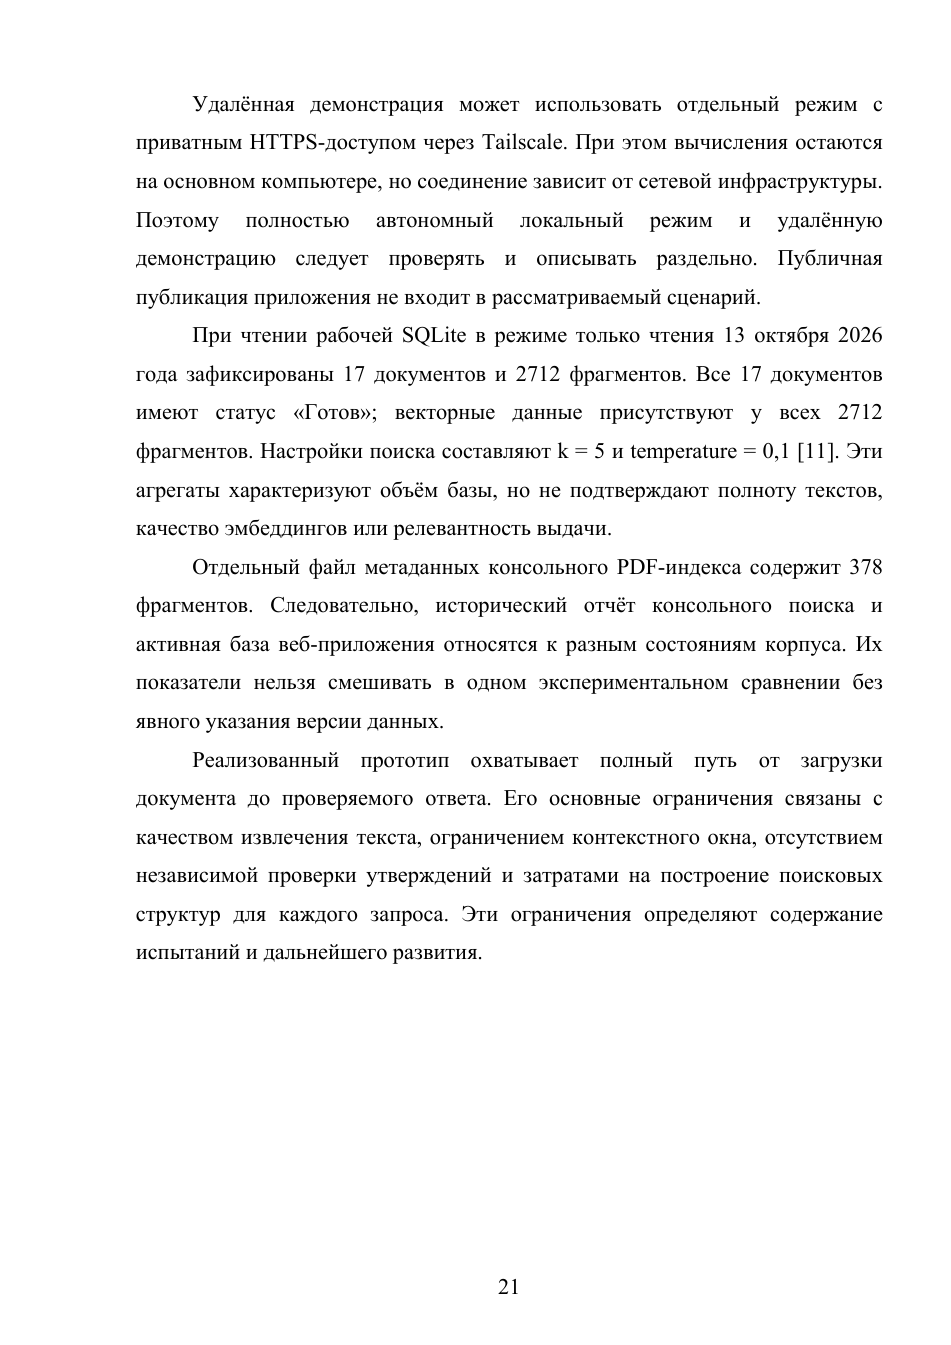 Удалённая демонстрация может использовать отдельный режим с
приватным HTTPS-доступом через Tailscale. При этом вычисления остаются
на основном компьютере, но соединение зависит от сетевой инфраструктуры.
Поэтому полностью автономный локальный режим и удалённую
демонстрацию следует проверять и описывать раздельно. Публичная
публикация приложения не входит в рассматриваемый сценарий.
При чтении рабочей SQLite в режиме только чтения 13 октября 2026
года зафиксированы 17 документов и 2712 фрагментов. Все 17 документов
имеют статус «Готов»; векторные данные присутствуют у всех 2712
фрагментов. Настройки поиска составляют k = 5 и temperature = 0,1 [11]. Эти
агрегаты характеризуют объём базы, но не подтверждают полноту текстов,
качество эмбеддингов или релевантность выдачи.
Отдельный файл метаданных консольного PDF-индекса содержит 378
фрагментов. Следовательно, исторический отчёт консольного поиска и
активная база веб-приложения относятся к разным состояниям корпуса. Их
показатели нельзя смешивать в одном экспериментальном сравнении без
явного указания версии данных.
Реализованный прототип охватывает полный путь от загрузки
документа до проверяемого ответа. Его основные ограничения связаны с
качеством извлечения текста, ограничением контекстного окна, отсутствием
независимой проверки утверждений и затратами на построение поисковых
структур для каждого запроса. Эти ограничения определяют содержание
испытаний и дальнейшего развития.
21